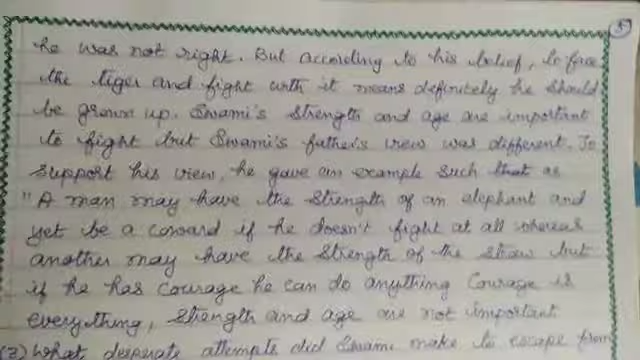 5
he was not right. But according to his belief, to face
the tiger and fight with it means definitely he should
be grown up. Swami's strength and age are important
to fight but Swami's father's view was different. To
support his view, he gave an example such that as
"A man may have the strength of an elephant and
yet be a coward if he doesn't fight at all whereas
another may have the strength of the straw but
if he has courage he can do anything Courage is
everything, strength and age are not important
(2) What desperate attempts did Swami make to escape from